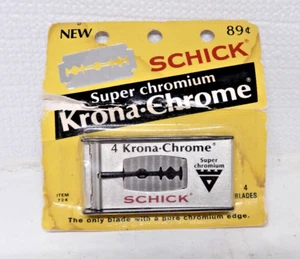 NEW
89¢
SCHICK®
Super chromium
Krona-Chrome®
4 Krona-Chrome®
Super
chromium
SCHICK®
ITEM
4
BLADES
The only blade with a pure chromium edge.